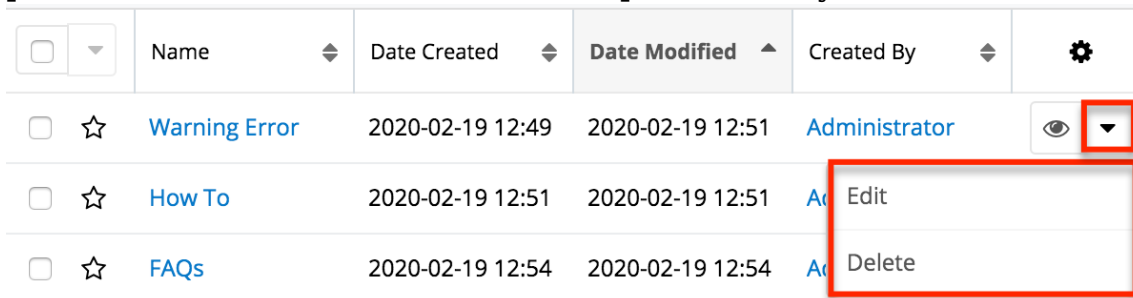 Name Date Created Date Modified Created By
Warning Error 2020-02-19 12:49 2020-02-19 12:51 Administrator
How To 2020-02-19 12:51 2020-02-19 12:51
Edit
FAQs 2020-02-19 12:54 2020-02-19 12:54
Delete